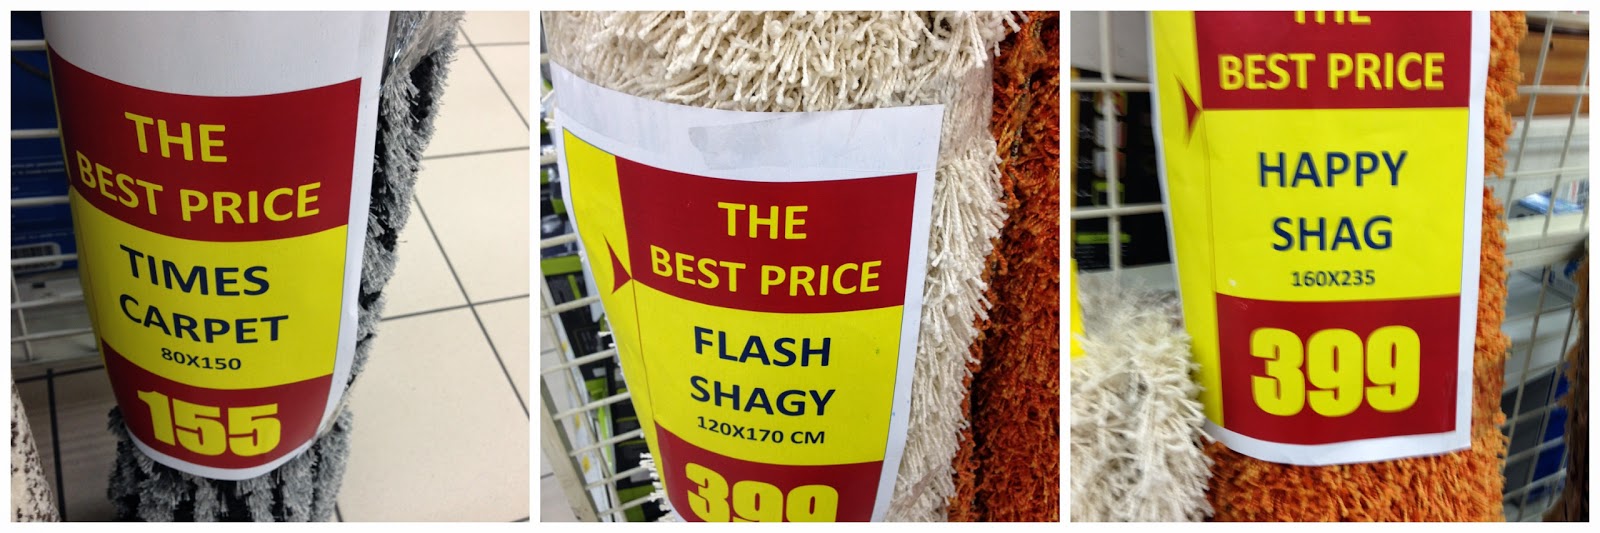 THE
BEST PRICE
TIMES
CARPET
80X150
155
THE
BEST PRICE
FLASH
SHAGY
120X170 CM
399
THE
BEST PRICE
HAPPY
SHAG
160X235
399